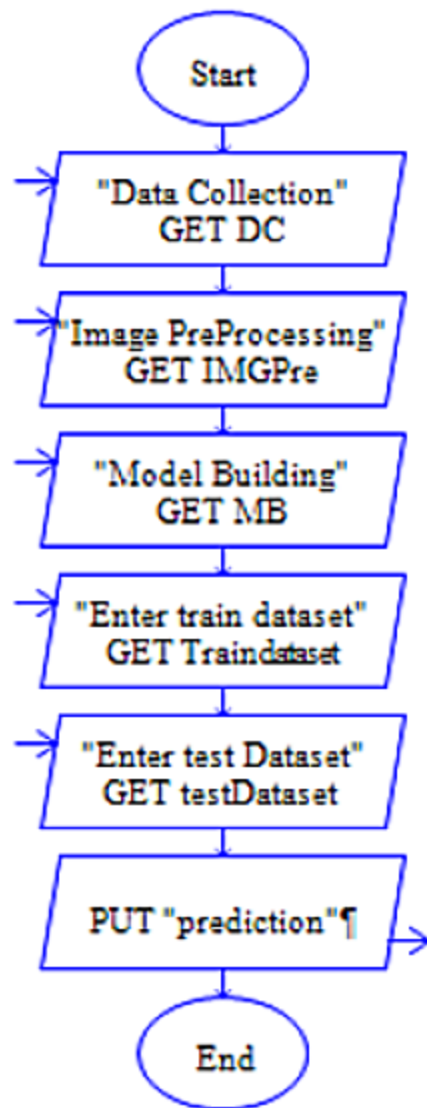 Start
"Data Collection"
GET DC
"Image PreProcessing"
GET IMGPre
"Model Building"
GET MB
"Enter train dataset"
GET Traindataset
"Enter test Dataset"
GET testDataset
PUT "prediction"¶
End